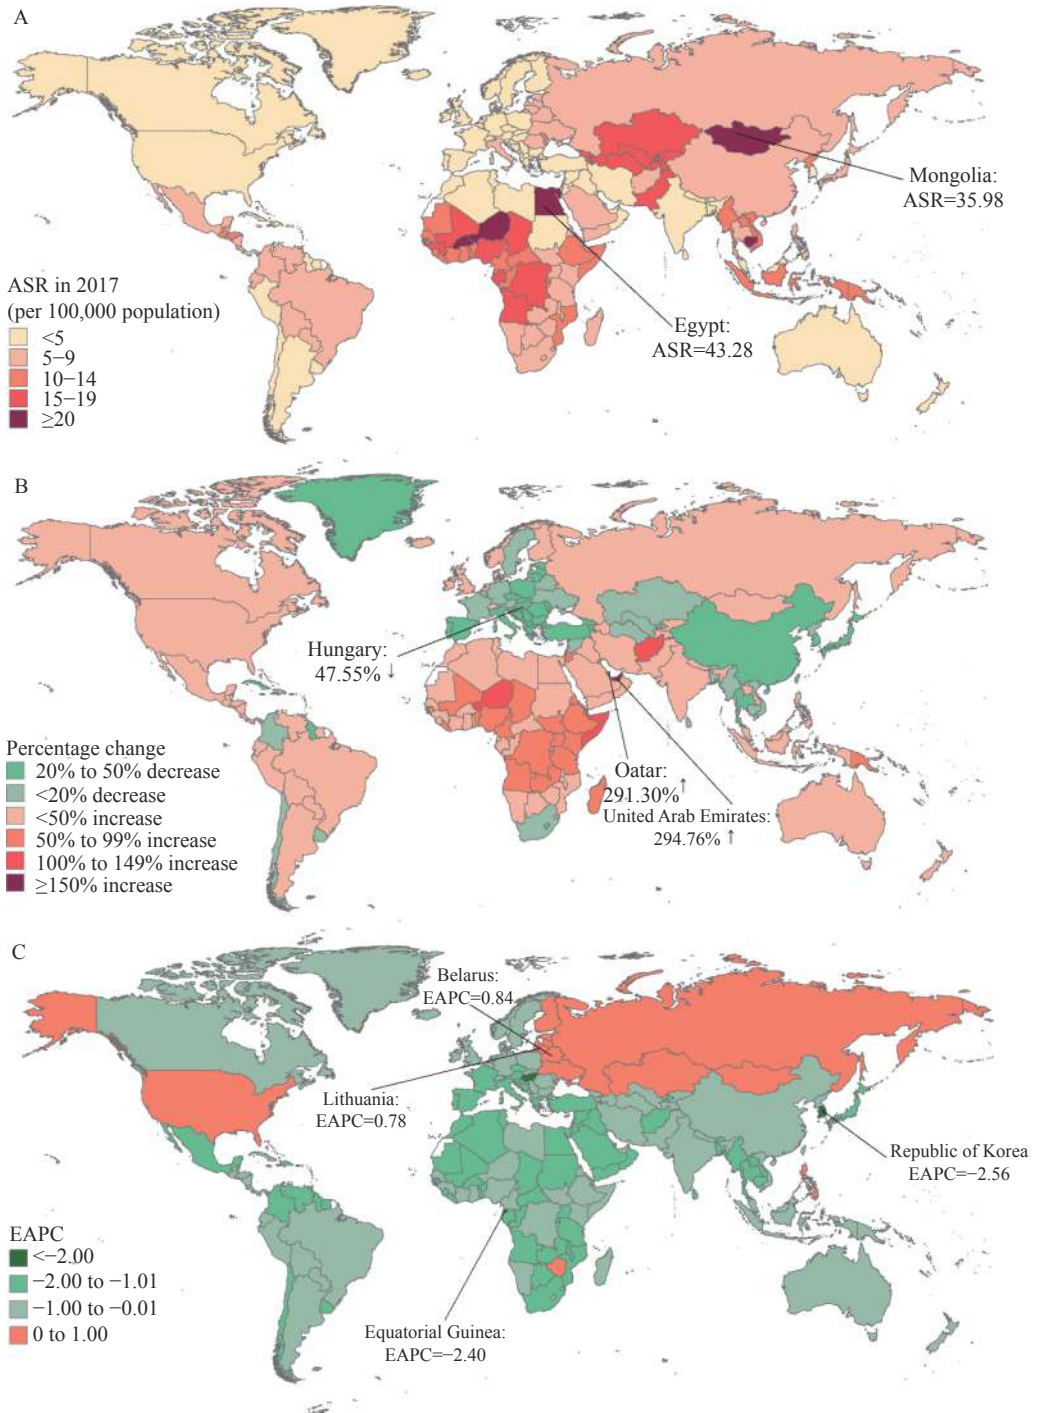 A
Mongolia:
ASR=35.98
Egypt:
ASR=43.28
ASR in 2017
(per 100,000 population)
<5
5−9
10−14
15−19
≥20
B
Hungary:
47.55% ↓
Oatar:
291.30%↑
United Arab Emirates:
294.76% ↑
Percentage change
20% to 50% decrease
<20% decrease
<50% increase
50% to 99% increase
100% to 149% increase
≥150% increase
C
Belarus:
EAPC=0.84
Lithuania:
EAPC=0.78
Republic of Korea
EAPC=−2.56
Equatorial Guinea:
EAPC=−2.40
EAPC
<−2.00
−2.00 to −1.01
−1.00 to −0.01
0 to 1.00